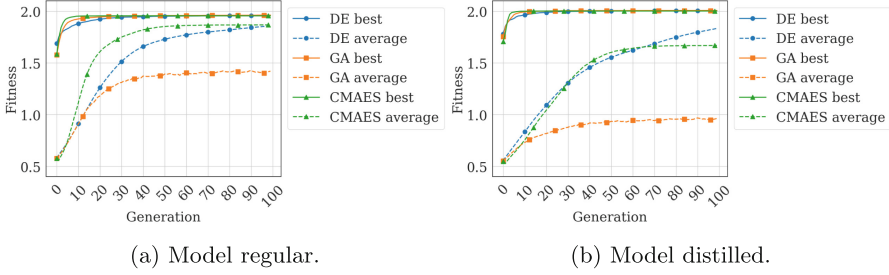 2.0
1.5
1.0
0.5
Fitness
0 10 20 30 40 50 60 70 80 90 100
Generation
DE best
DE average
GA best
GA average
CMAES best
CMAES average
(a) Model regular.
2.0
1.5
1.0
0.5
Fitness
0 10 20 30 40 50 60 70 80 90 100
Generation
DE best
DE average
GA best
GA average
CMAES best
CMAES average
(b) Model distilled.